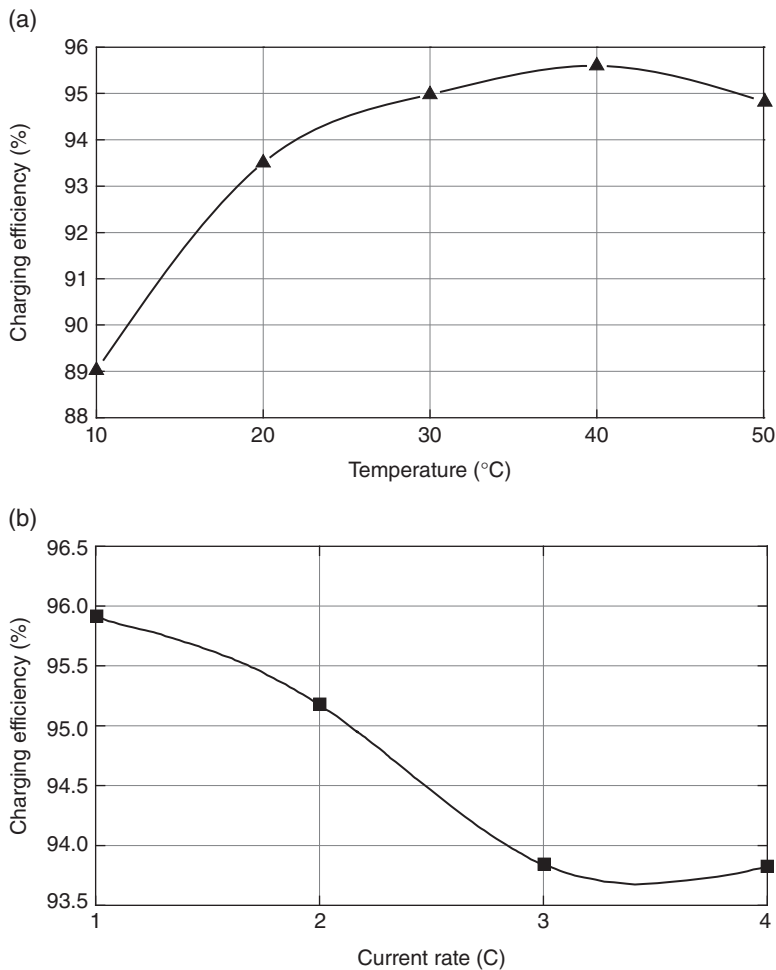 (a)
96
95
94
93
92
91
90
89
88
10 20 30 40 50
Charging efficiency (%)
Temperature (°C)
(b)
96.5
96.0
95.5
95.0
94.5
94.0
93.5
1 2 3 4
Charging efficiency (%)
Current rate (C)